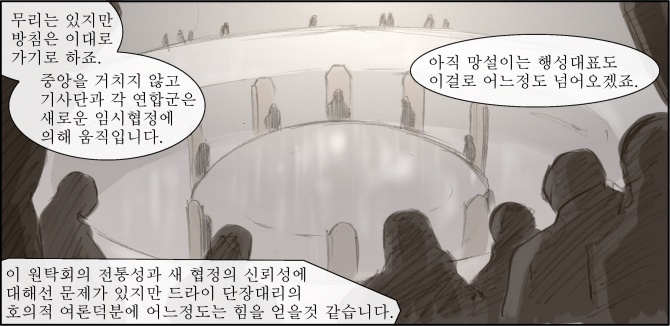 무리는 있지만
방침은 이대로
가기로 하죠.
중앙을 거치지 않고
기사단과 각 연합군은
새로운 임시협정에
의해 움직입니다.
아직 망설이는 행성대표도
이걸로 어느정도 넘어오겠죠.
이 원탁회의 전통성과 새 협정의 신뢰성에
대해선 문제가 있지만 드라이 단장대리의
호의적 여론덕분에 어느정도는 힘을 얻을것 같습니다.